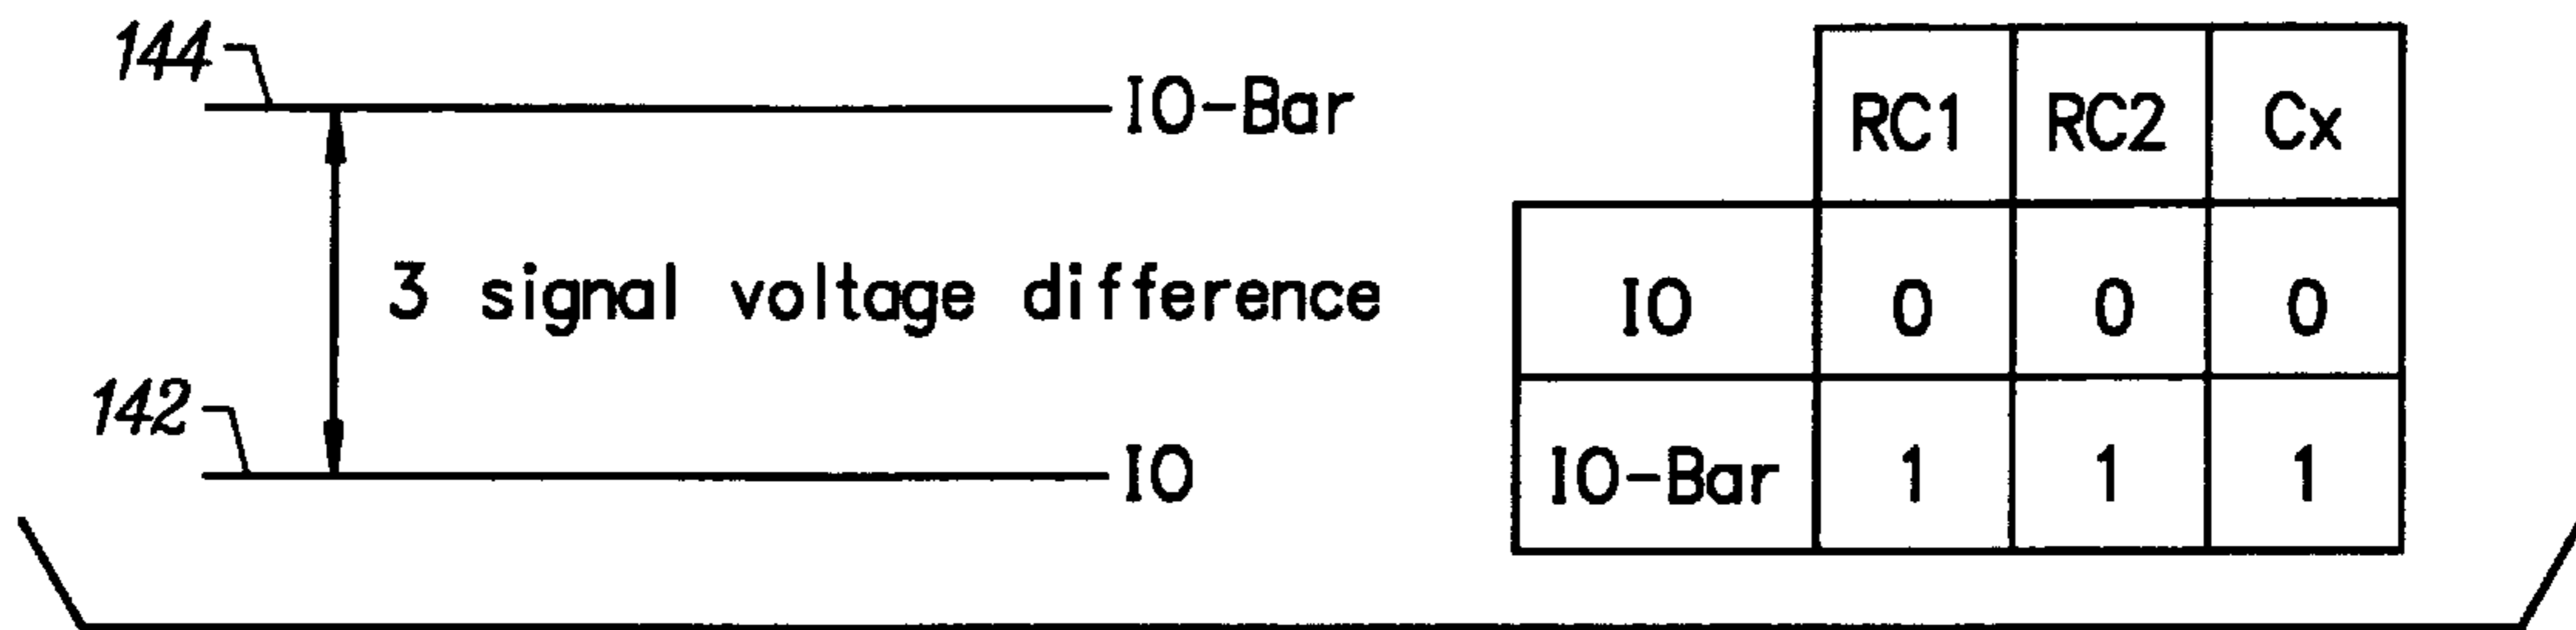 144
IO-Bar
3 signal voltage difference
142
IO
RC1 RC2 Cx
IO 0 0 0
IO-Bar 1 1 1